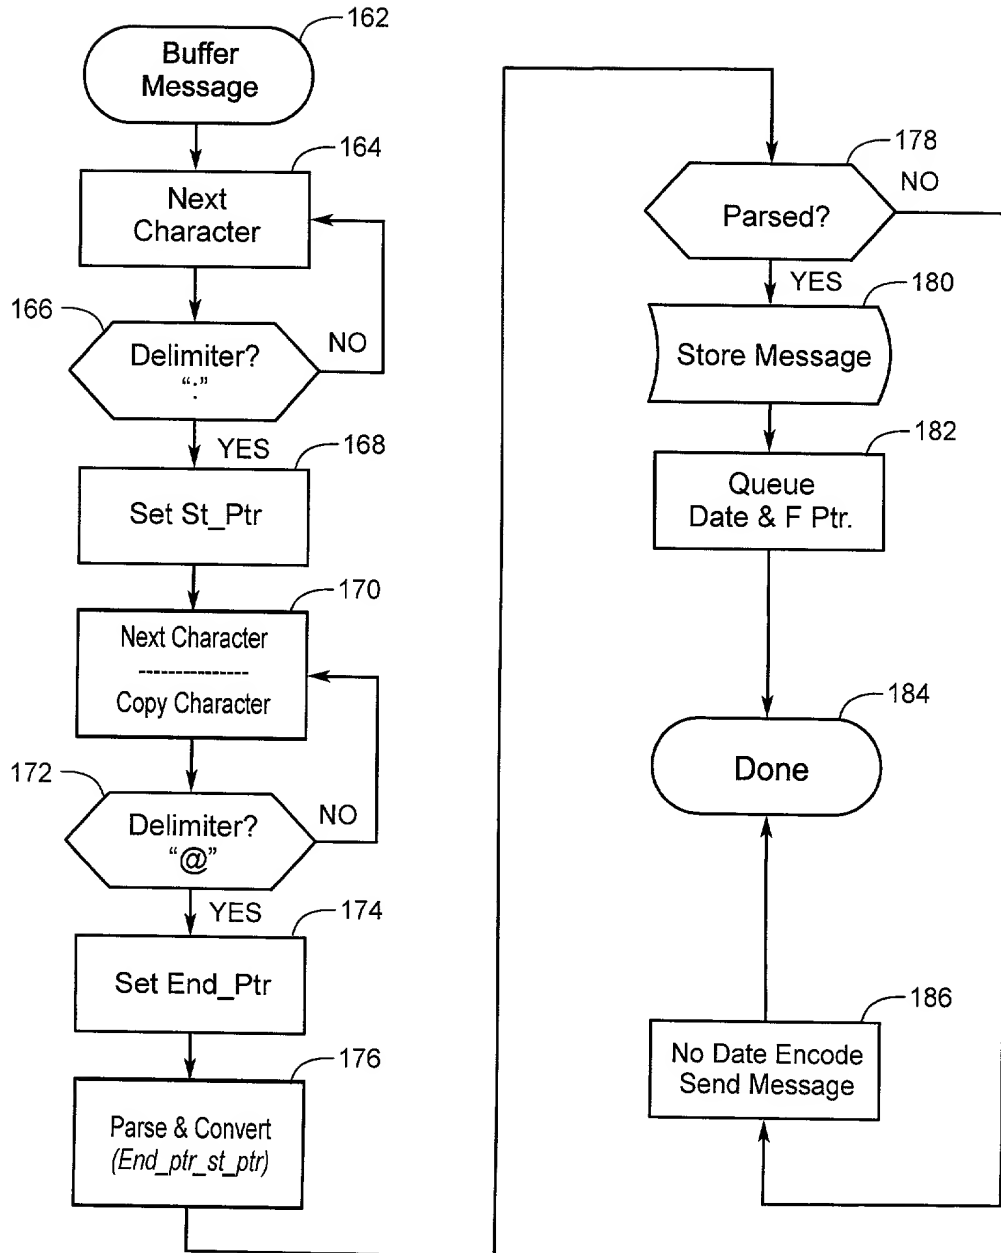 162
Buffer
Message
164
Next
Character
166
Delimiter?
“:”
NO
YES
168
Set St_Ptr
170
Next Character
----------------
Copy Character
172
Delimiter?
“@”
NO
YES
174
Set End_Ptr
176
Parse & Convert
(End_ptr_st_ptr)
178
Parsed?
NO
YES
180
Store Message
182
Queue
Date & F Ptr.
184
Done
186
No Date Encode
Send Message